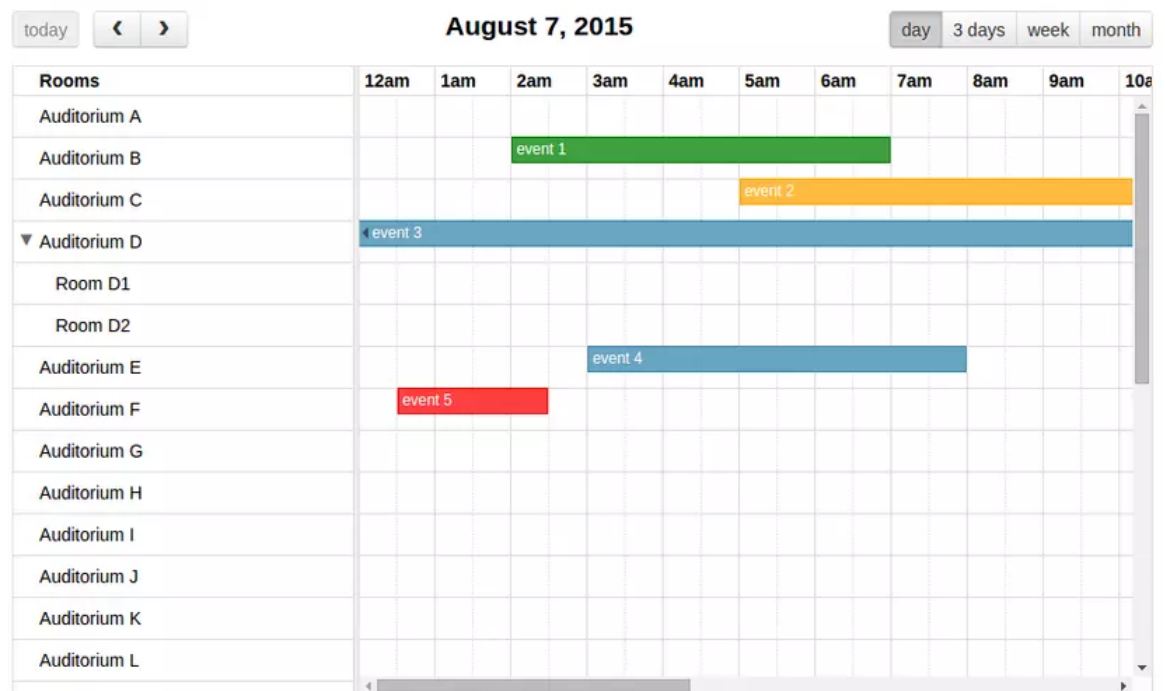 today August 7, 2015 day 3 days week month
Rooms 12am 1am 2am 3am 4am 5am 6am 7am 8am 9am 10a
Auditorium A
Auditorium B event 1
Auditorium C event 2
Auditorium D event 3
Room D1
Room D2
Auditorium E event 4
Auditorium F event 5
Auditorium G
Auditorium H
Auditorium I
Auditorium J
Auditorium K
Auditorium L